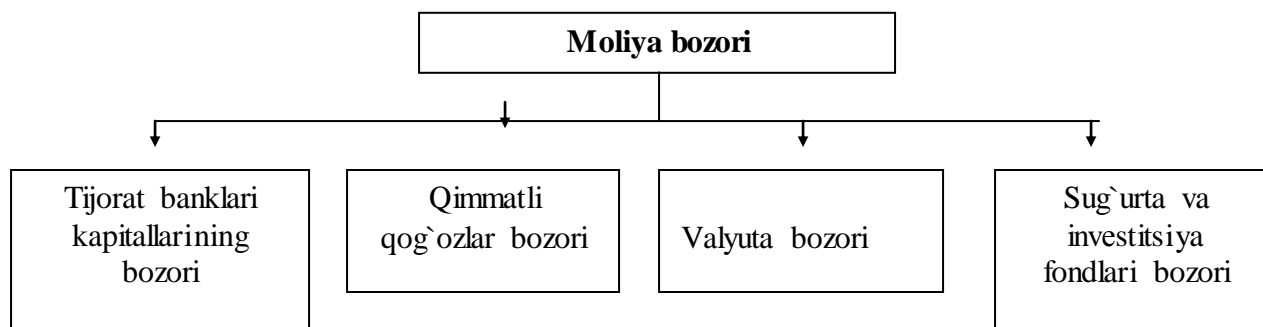 Moliya bozori
Tijorat banklari
kapitallarining
bozori
Qimmatli
qog`ozlar bozori
Valyuta bozori
Sug`urta va
investitsiya
fondlari bozori